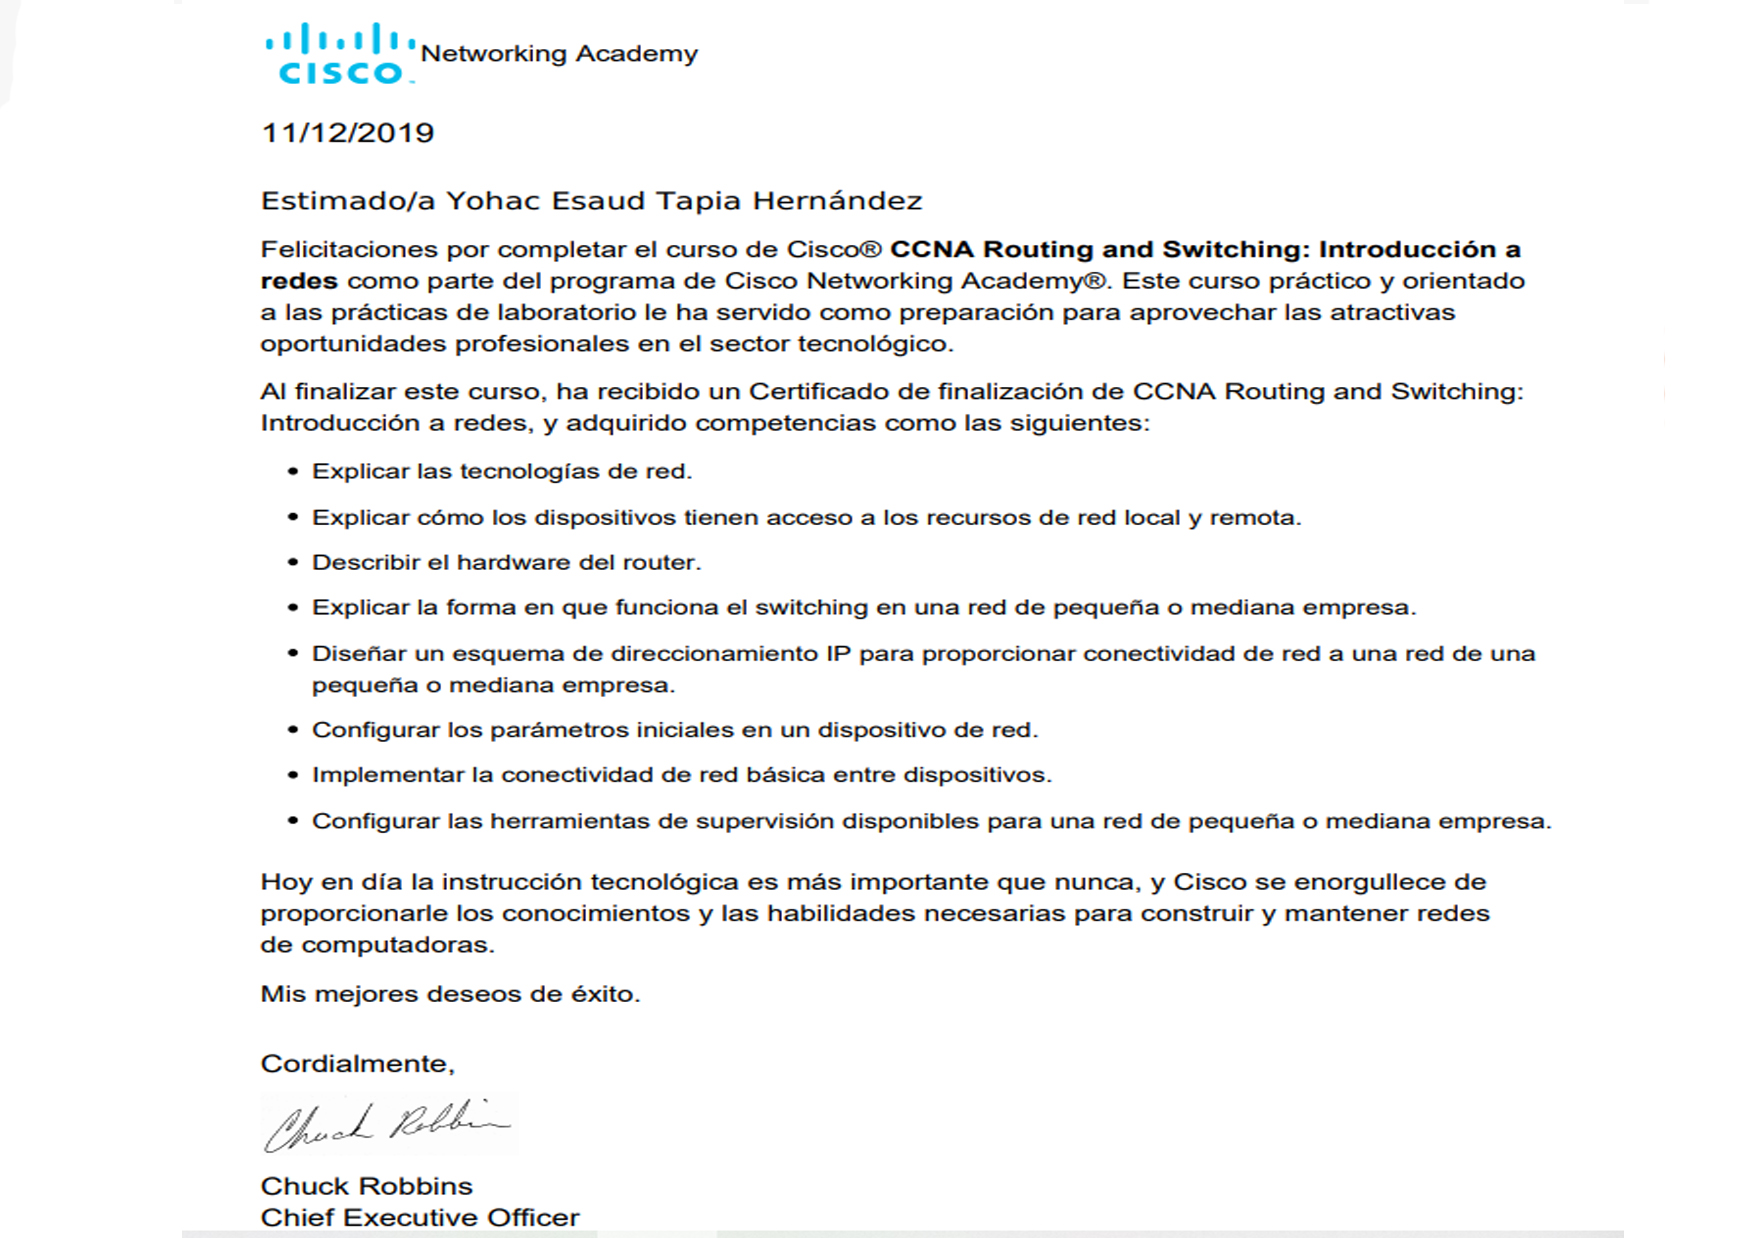 CISCO Networking Academy
11/12/2019
Estimado/a Yohac Esaud Tapia Hernández
Felicitaciones por completar el curso de Cisco® CCNA Routing and Switching: Introducción a
redes como parte del programa de Cisco Networking Academy®. Este curso práctico y orientado
a las prácticas de laboratorio le ha servido como preparación para aprovechar las atractivas
oportunidades profesionales en el sector tecnológico.
Al finalizar este curso, ha recibido un Certificado de finalización de CCNA Routing and Switching:
Introducción a redes, y adquirido competencias como las siguientes:
• Explicar las tecnologías de red.
• Explicar cómo los dispositivos tienen acceso a los recursos de red local y remota.
• Describir el hardware del router.
• Explicar la forma en que funciona el switching en una red de pequeña o mediana empresa.
• Diseñar un esquema de direccionamiento IP para proporcionar conectividad de red a una red de una
pequeña o mediana empresa.
• Configurar los parámetros iniciales en un dispositivo de red.
• Implementar la conectividad de red básica entre dispositivos.
• Configurar las herramientas de supervisión disponibles para una red de pequeña o mediana empresa.
Hoy en día la instrucción tecnológica es más importante que nunca, y Cisco se enorgullece de
proporcionarle los conocimientos y las habilidades necesarias para construir y mantener redes
de computadoras.
Mis mejores deseos de éxito.
Cordialmente,
Chuck Robbins
Chuck Robbins
Chief Executive Officer